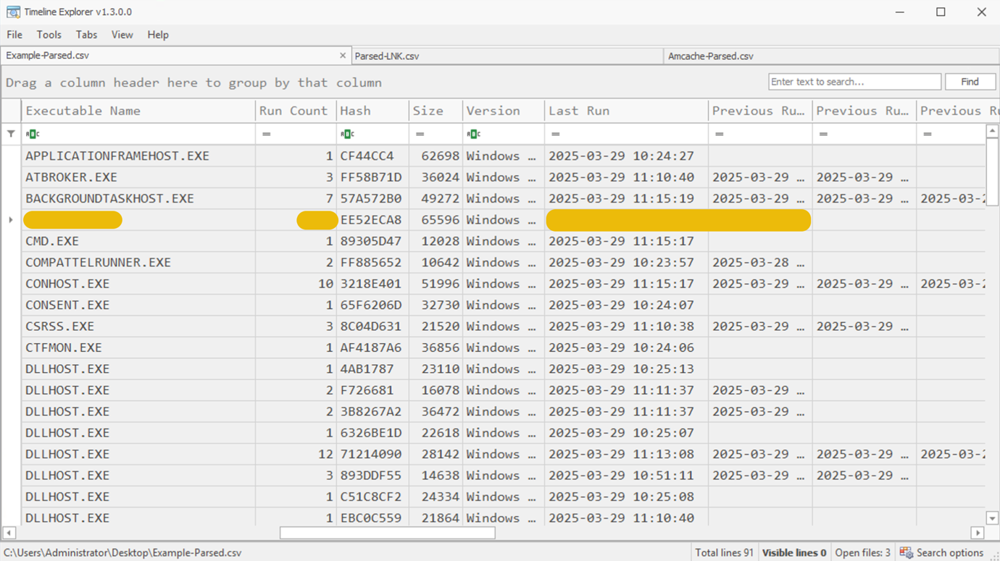 Timeline Explorer v1.3.0.0
File Tools Tabs View Help
Example-Parsed.csv Parsed-LNK.csv Amcache-Parsed.csv
Drag a column header here to group by that column Enter text to search... Find
Executable Name Run Count Hash Size Version Last Run Previous Ru... Previous Ru... Previous Ru
ABC = ABC = ABC = = = =
APPLICATIONFRAMEHOST.EXE 1 CF44CC4 62698 Windows … 2025-03-29 10:24:27
ATBROKER.EXE 3 FF58B71D 36024 Windows … 2025-03-29 11:10:40 2025-03-29 … 2025-03-29 …
BACKGROUNDTASKHOST.EXE 7 57A572B0 49272 Windows … 2025-03-29 11:15:19 2025-03-29 … 2025-03-29 … 2025-03-2
EE52ECA8 65596 Windows …
CMD.EXE 1 89305D47 12028 Windows … 2025-03-29 11:15:17
COMPATTELRUNNER.EXE 2 FF885652 10642 Windows … 2025-03-29 10:23:57 2025-03-28 …
CONHOST.EXE 10 3218E401 51996 Windows … 2025-03-29 11:15:17 2025-03-29 … 2025-03-29 … 2025-03-2
CONSENT.EXE 1 65F6206D 32730 Windows … 2025-03-29 10:24:07
CSRSS.EXE 3 8C04D631 21520 Windows … 2025-03-29 11:10:38 2025-03-29 … 2025-03-29 …
CTFMON.EXE 1 AF4187A6 36856 Windows … 2025-03-29 10:24:06
DLLHOST.EXE 1 4AB1787 23110 Windows … 2025-03-29 10:25:13
DLLHOST.EXE 2 F726681 16078 Windows … 2025-03-29 11:11:37 2025-03-29 …
DLLHOST.EXE 2 3B8267A2 36472 Windows … 2025-03-29 11:11:37 2025-03-29 …
DLLHOST.EXE 1 6326BE1D 22618 Windows … 2025-03-29 10:25:07
DLLHOST.EXE 12 71214090 28142 Windows … 2025-03-29 11:13:08 2025-03-29 … 2025-03-29 … 2025-03-2
DLLHOST.EXE 3 893DDF55 14638 Windows … 2025-03-29 10:51:11 2025-03-29 … 2025-03-29 …
DLLHOST.EXE 1 C51C8CF2 24334 Windows … 2025-03-29 10:25:08
DLLHOST.EXE 1 EBC0C559 21864 Windows … 2025-03-29 11:10:40
C:\Users\Administrator\Desktop\Example-Parsed.csv Total lines 91 Visible lines 0 Open files: 3 Search options